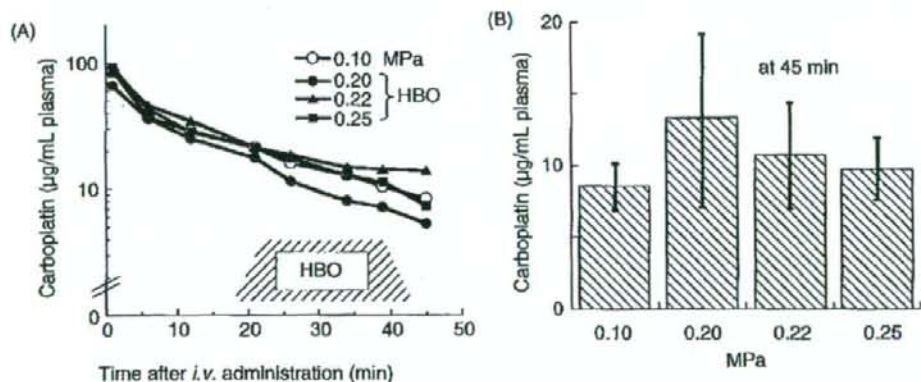 (A)
Carboplatin (µg/mL plasma)
100
10
0
0.10 MPa
0.20
0.22
0.25
HBO
HBO
0 10 20 30 40 50
Time after i.v. administration (min)
(B)
Carboplatin (µg/mL plasma)
20
10
0
at 45 min
0.10 0.20 0.22 0.25
MPa